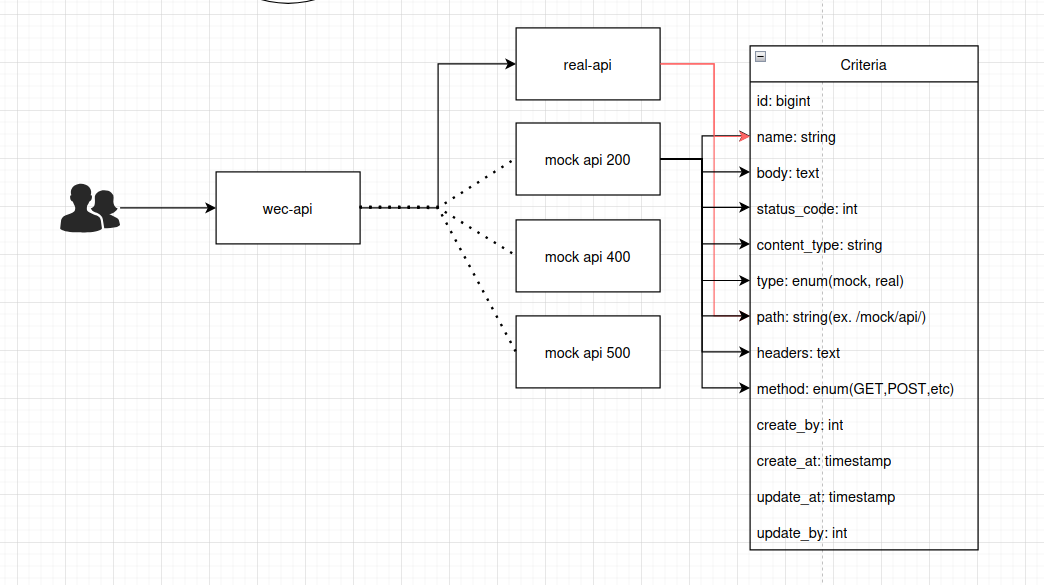 wec-api
real-api
mock api 200
mock api 400
mock api 500
Criteria
id: bigint
name: string
body: text
status_code: int
content_type: string
type: enum(mock, real)
path: string(ex. /mock/api/)
headers: text
method: enum(GET,POST,etc)
create_by: int
create_at: timestamp
update_at: timestamp
update_by: int